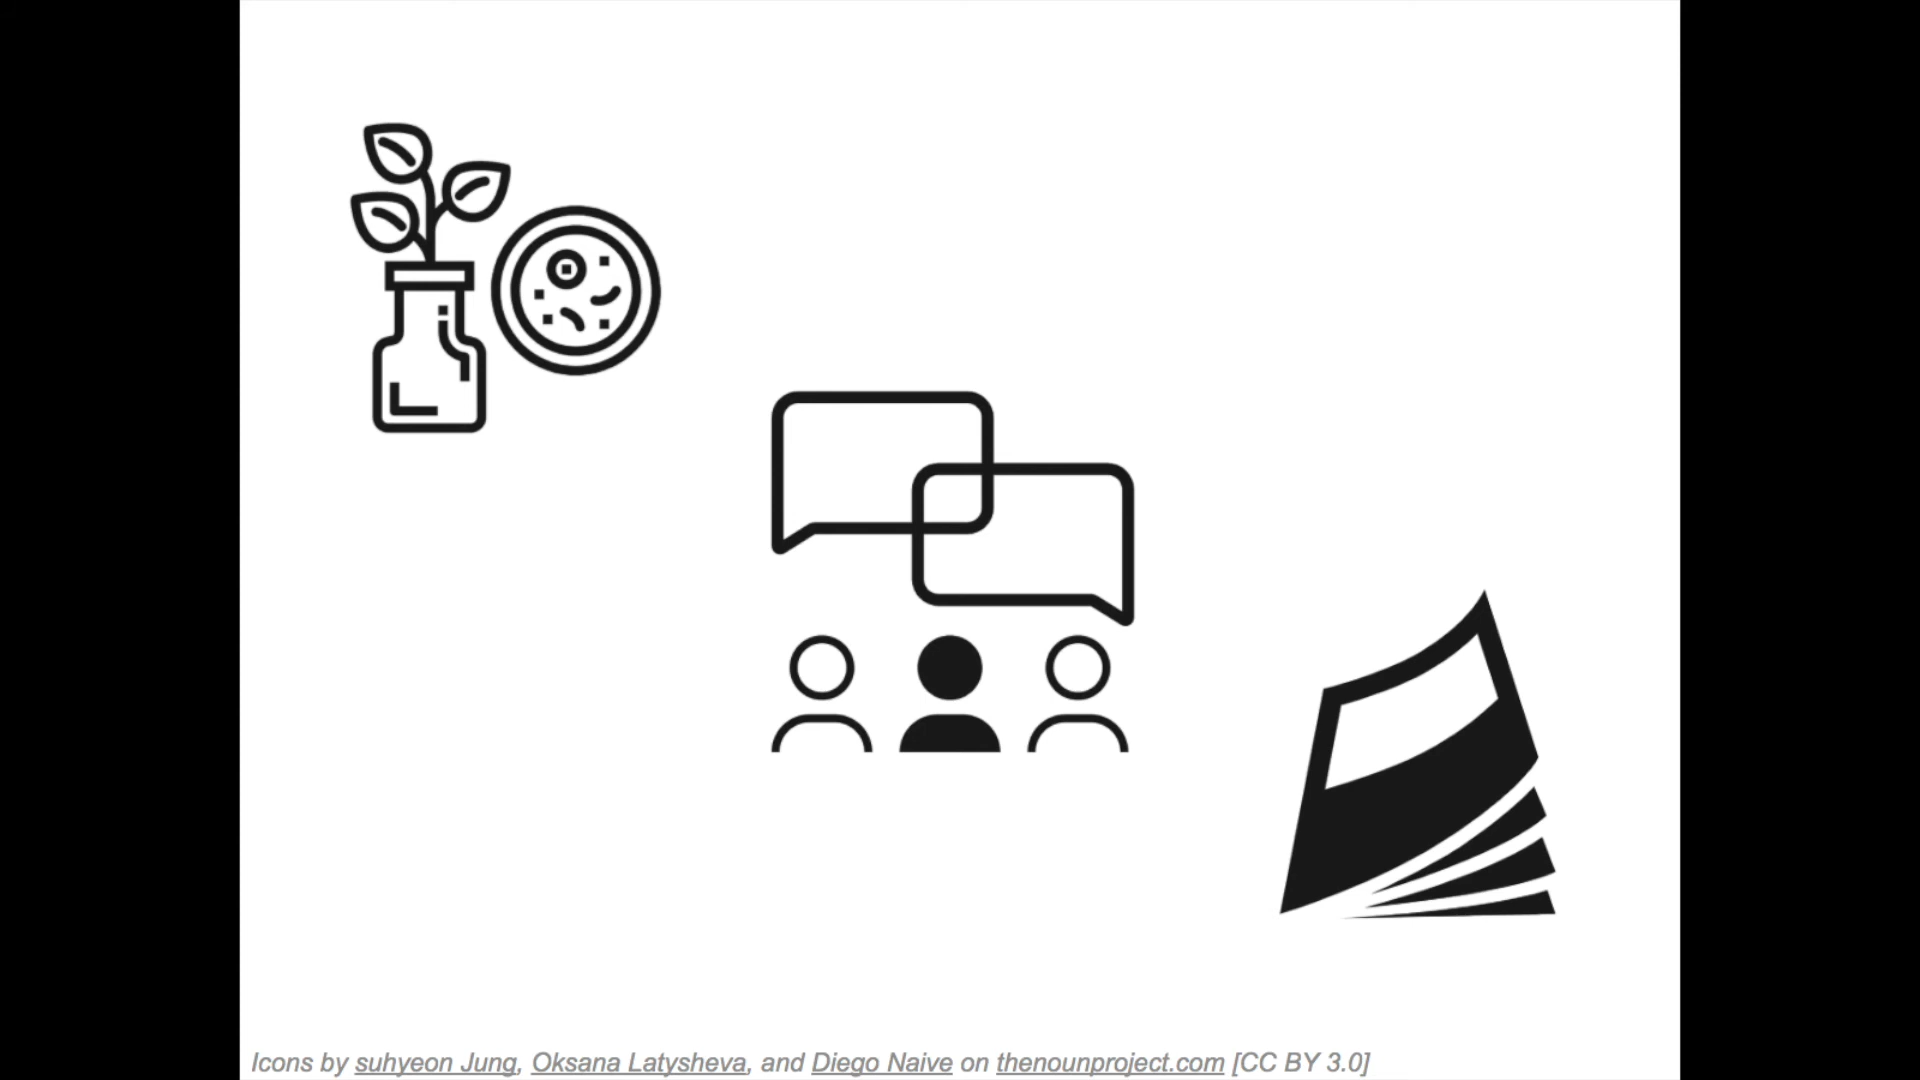 Icons by suhyeon Jung, Oksana Latysheva, and Diego Naive on thenounproject.com [CC BY 3.0]